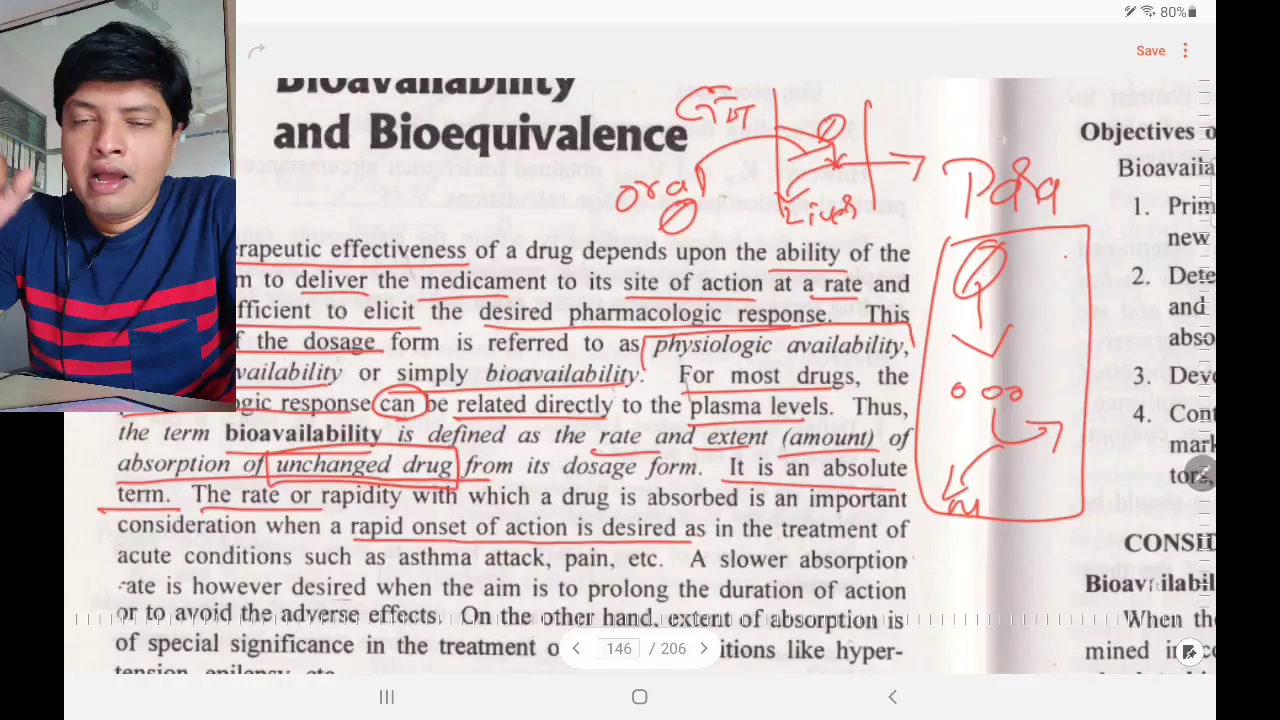 80%
Save
Bioavailability
and Bioequivalence
GIT
oral
Liver
Para
erapeutic effectiveness of a drug depends upon the ability of the
m to deliver the medicament to its site of action at a rate and
fficient to elicit the desired pharmacologic response. This
f the dosage form is referred to as physiologic availability,
availability or simply bioavailability. For most drugs, the
logic response can be related directly to the plasma levels. Thus,
the term bioavailability is defined as the rate and extent (amount) of
absorption of unchanged drug from its dosage form. It is an absolute
term. The rate or rapidity with which a drug is absorbed is an important
consideration when a rapid onset of action is desired as in the treatment of
acute conditions such as asthma attack, pain, etc. A slower absorption
rate is however desired when the aim is to prolong the duration of action
or to avoid the adverse effects. On the other hand, extent of absorption is
of special significance in the treatment o itions like hyper-
tension, epilepsy, etc.
146 / 206
Objectives o
Bioavaila
1. Prim
new
2. Dete
and
abso
3. Deve
4. Cont
mark
tors,
CONSI
Bioavailabil
When the
mined in co